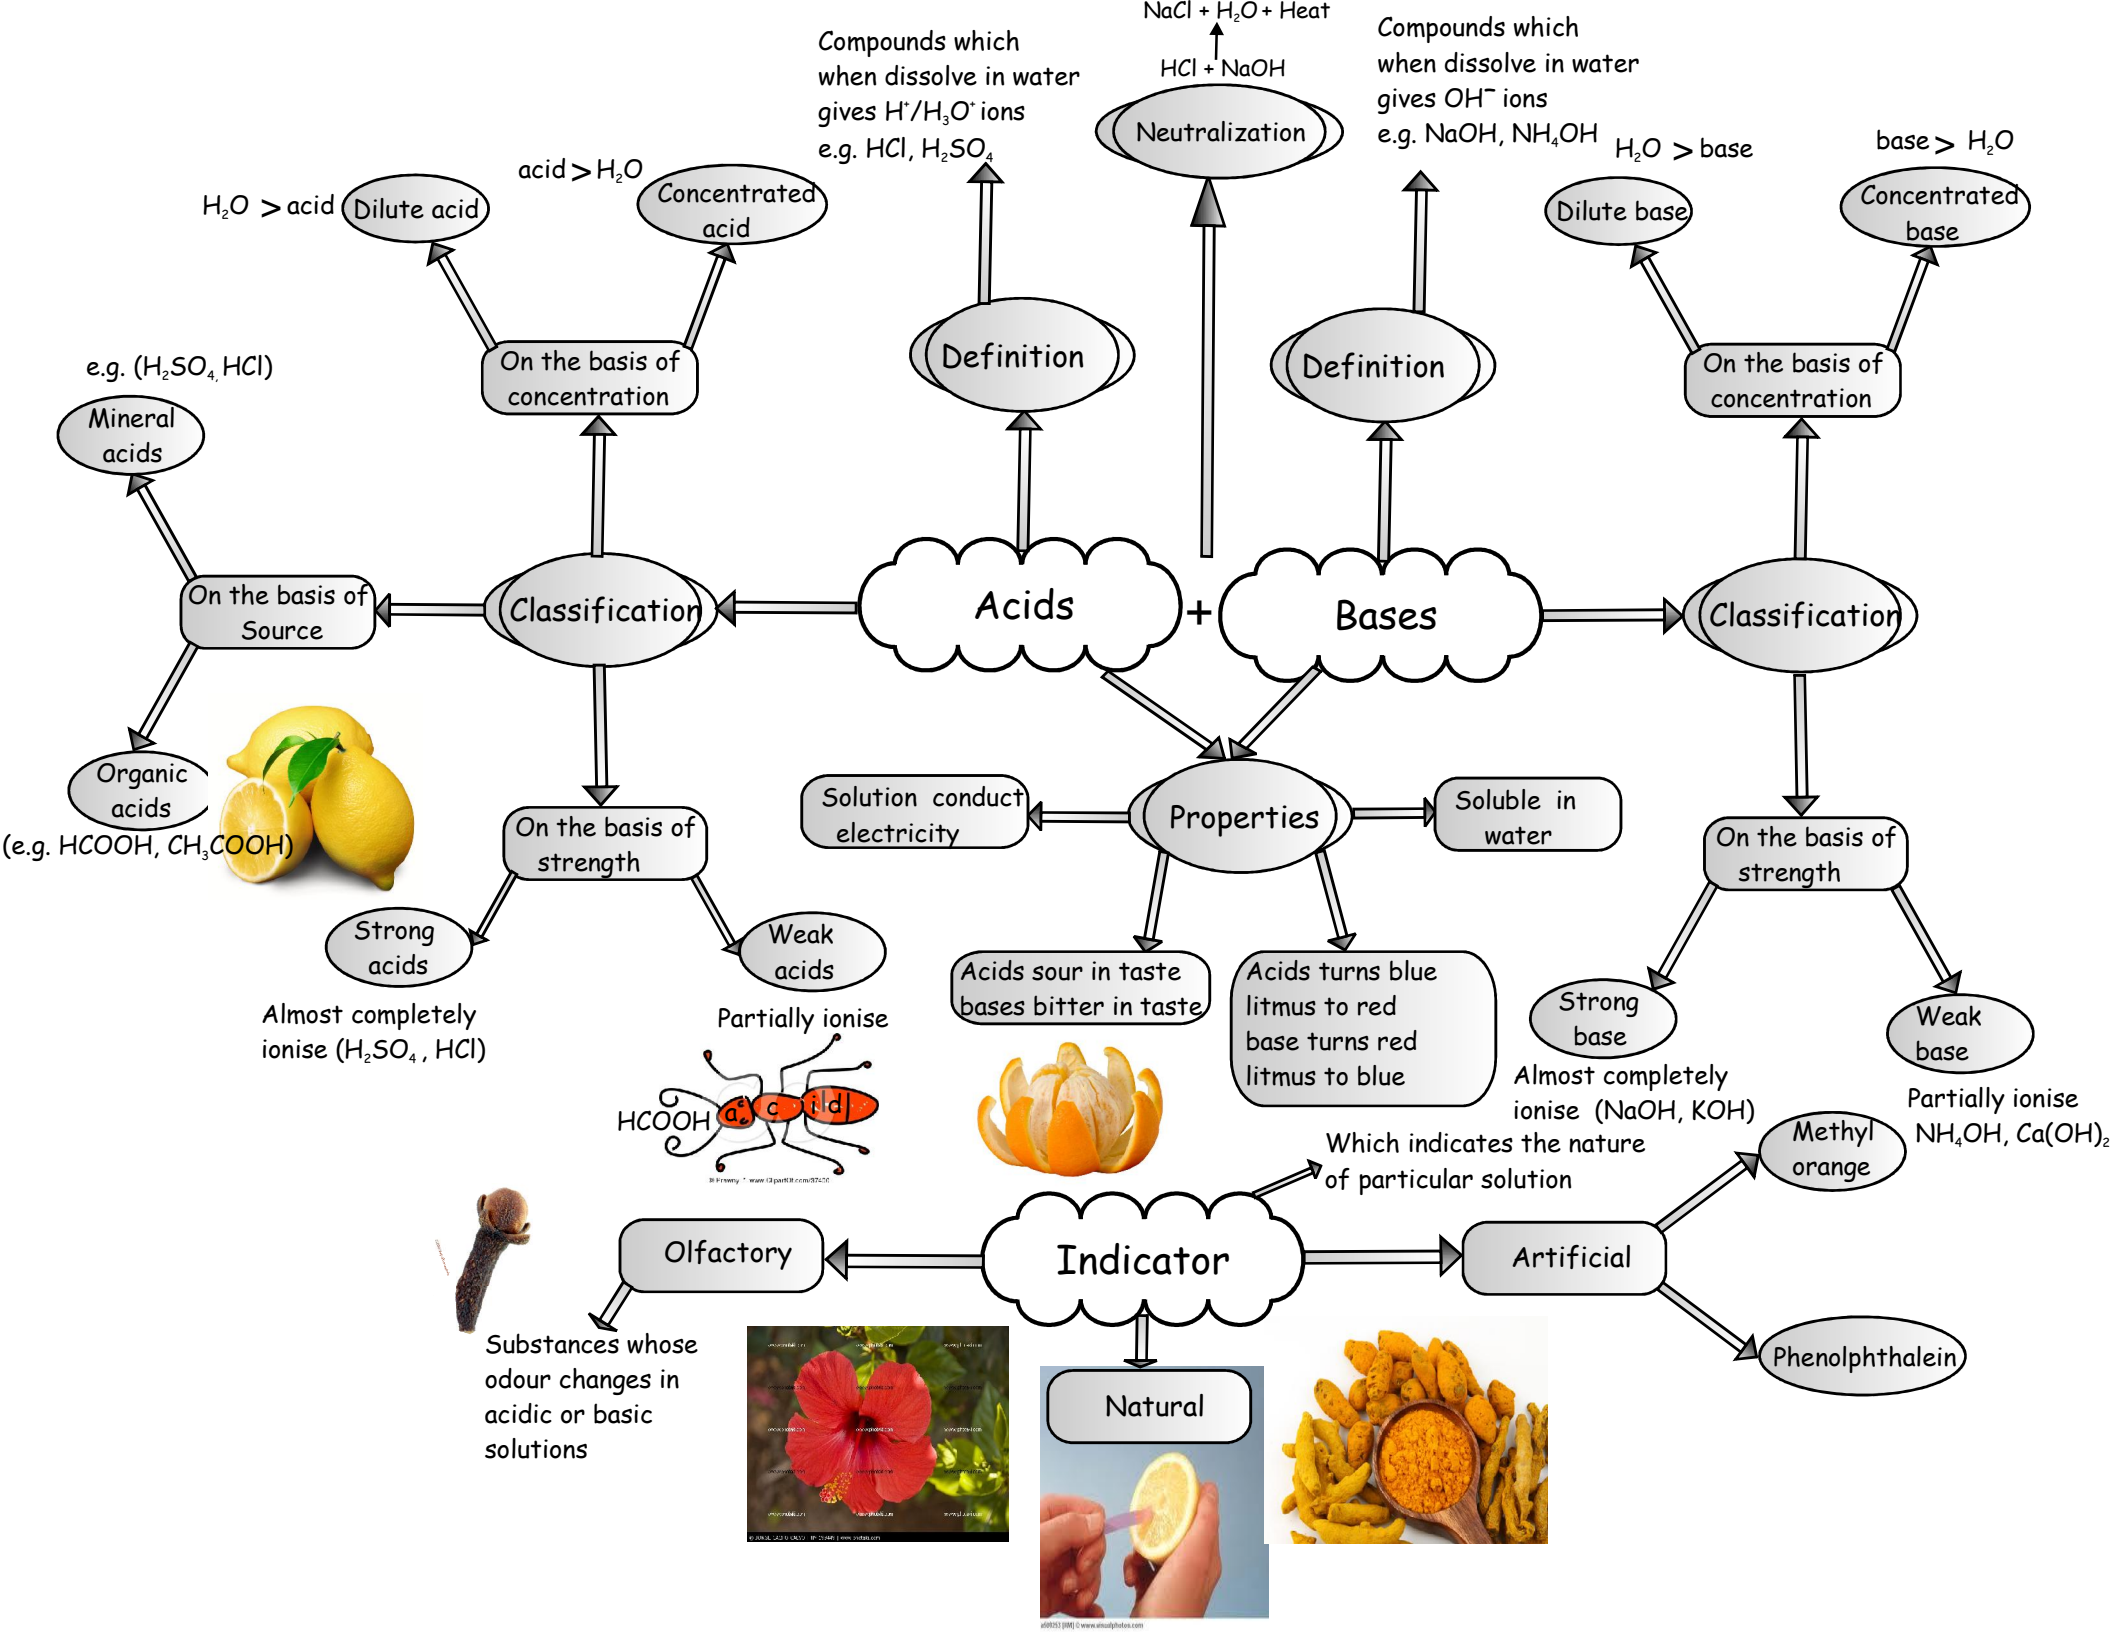 NaCl + H₂O + Heat
HCl + NaOH
Neutralization
Compounds which
when dissolve in water
gives H⁺/H₃O⁺ ions
e.g. HCl, H₂SO₄
Definition
Compounds which
when dissolve in water
gives OH⁻ ions
e.g. NaOH, NH₄OH
Definition
H₂O > acid
Dilute acid
acid > H₂O
Concentrated
acid
On the basis of
concentration
e.g. (H₂SO₄, HCl)
Mineral
acids
On the basis of
Source
Classification
Organic
acids
(e.g. HCOOH, CH₃COOH)
On the basis of
strength
Strong
acids
Almost completely
ionise (H₂SO₄ , HCl)
Weak
acids
Partially ionise
HCOOH
© Prawny * www.ClipartOf.com/37430
Acids
+
Bases
H₂O > base
Dilute base
base > H₂O
Concentrated
base
On the basis of
concentration
Classification
On the basis of
strength
Strong
base
Almost completely
ionise (NaOH, KOH)
Weak
base
Partially ionise
NH₄OH, Ca(OH)₂
Properties
Solution conduct
electricity
Soluble in
water
Acids sour in taste
bases bitter in taste
Acids turns blue
litmus to red
base turns red
litmus to blue
Indicator
Which indicates the nature
of particular solution
Olfactory
Substances whose
odour changes in
acidic or basic
solutions
Natural
Artificial
Methyl
orange
Phenolphthalein